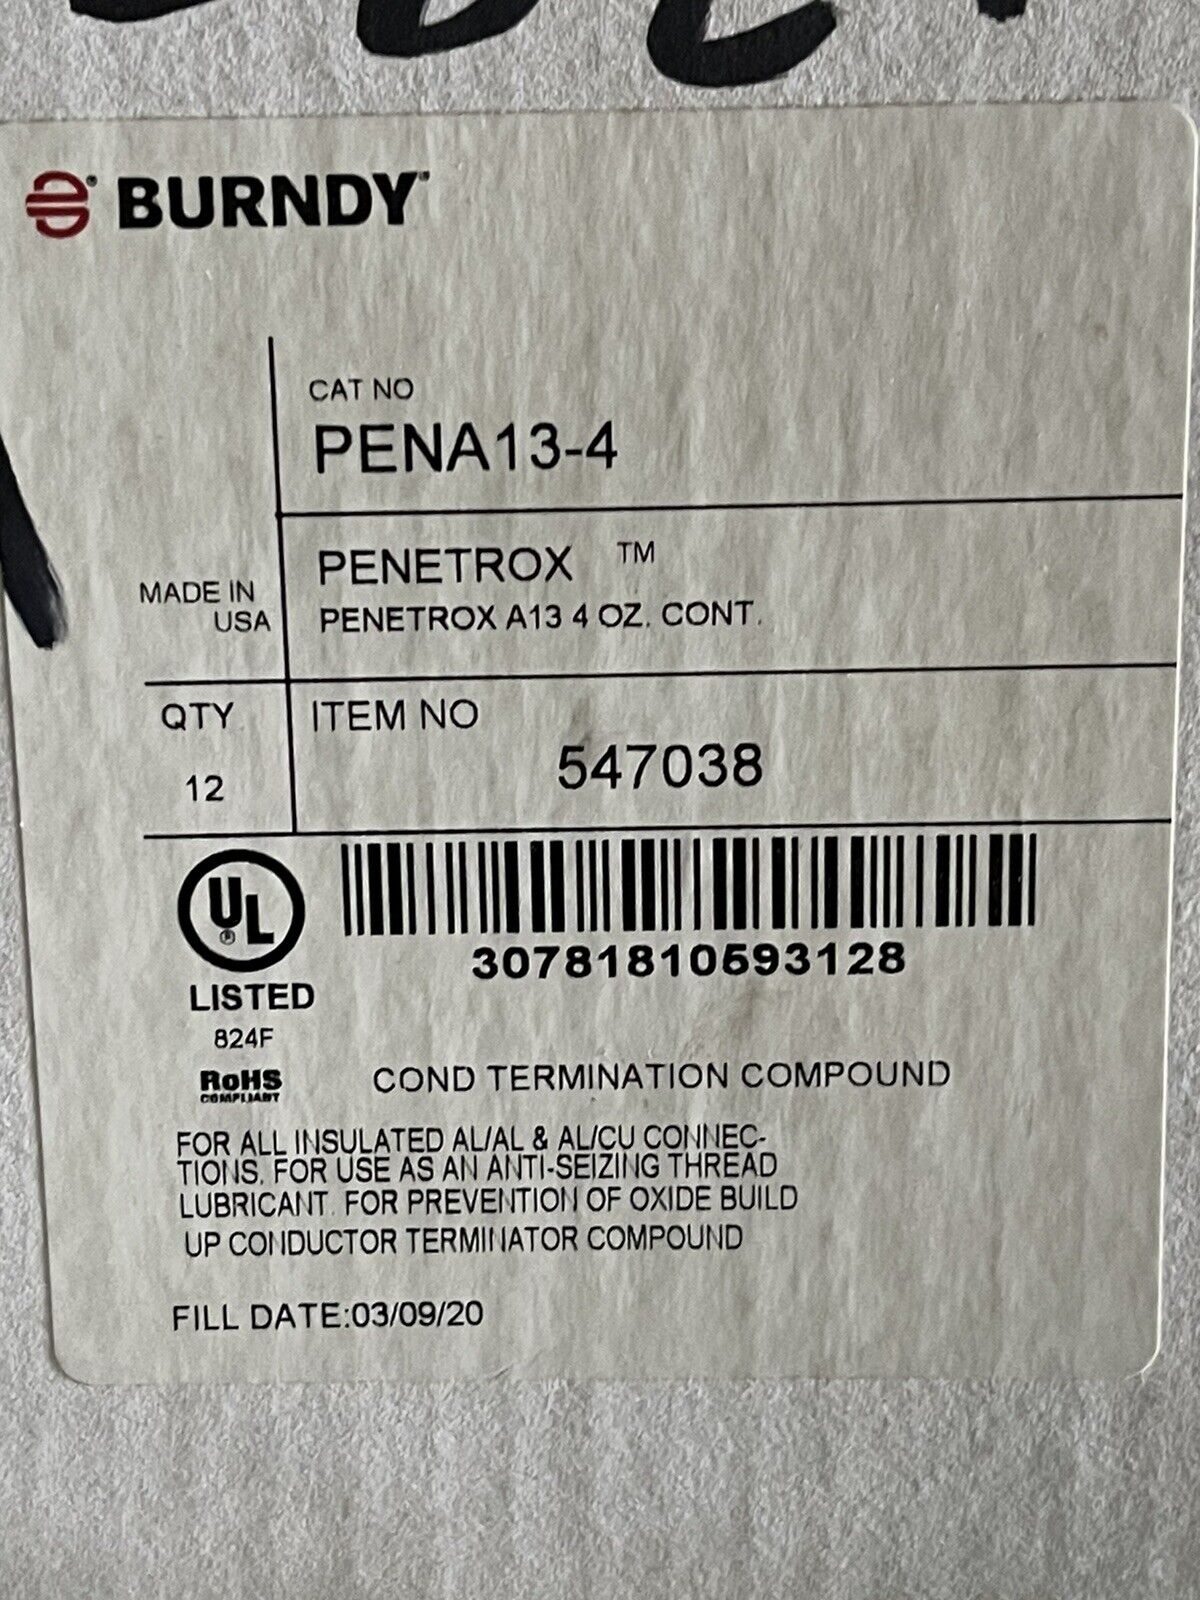 BURNDY
CAT NO
PENA13-4
MADE IN
USA
PENETROX ™
PENETROX A13 4 OZ. CONT.
QTY
12
ITEM NO
547038
UL
LISTED
824F
RoHS
COMPLIANT
30781810593128
COND TERMINATION COMPOUND
FOR ALL INSULATED AL/AL & AL/CU CONNEC-
TIONS. FOR USE AS AN ANTI-SEIZING THREAD
LUBRICANT. FOR PREVENTION OF OXIDE BUILD
UP CONDUCTOR TERMINATOR COMPOUND
FILL DATE:03/09/20